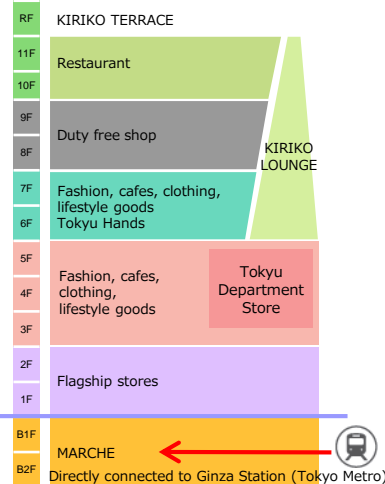 RF KIRIKO TERRACE
11F
Restaurant
10F
9F
Duty free shop
8F
KIRIKO
LOUNGE
7F
Fashion, cafes, clothing,
lifestyle goods
Tokyu Hands
6F
5F
4F
3F
Fashion, cafes,
clothing,
lifestyle goods
Tokyu
Department
Store
2F
Flagship stores
1F
B1F
MARCHE
B2F
Directly connected to Ginza Station (Tokyo Metro)